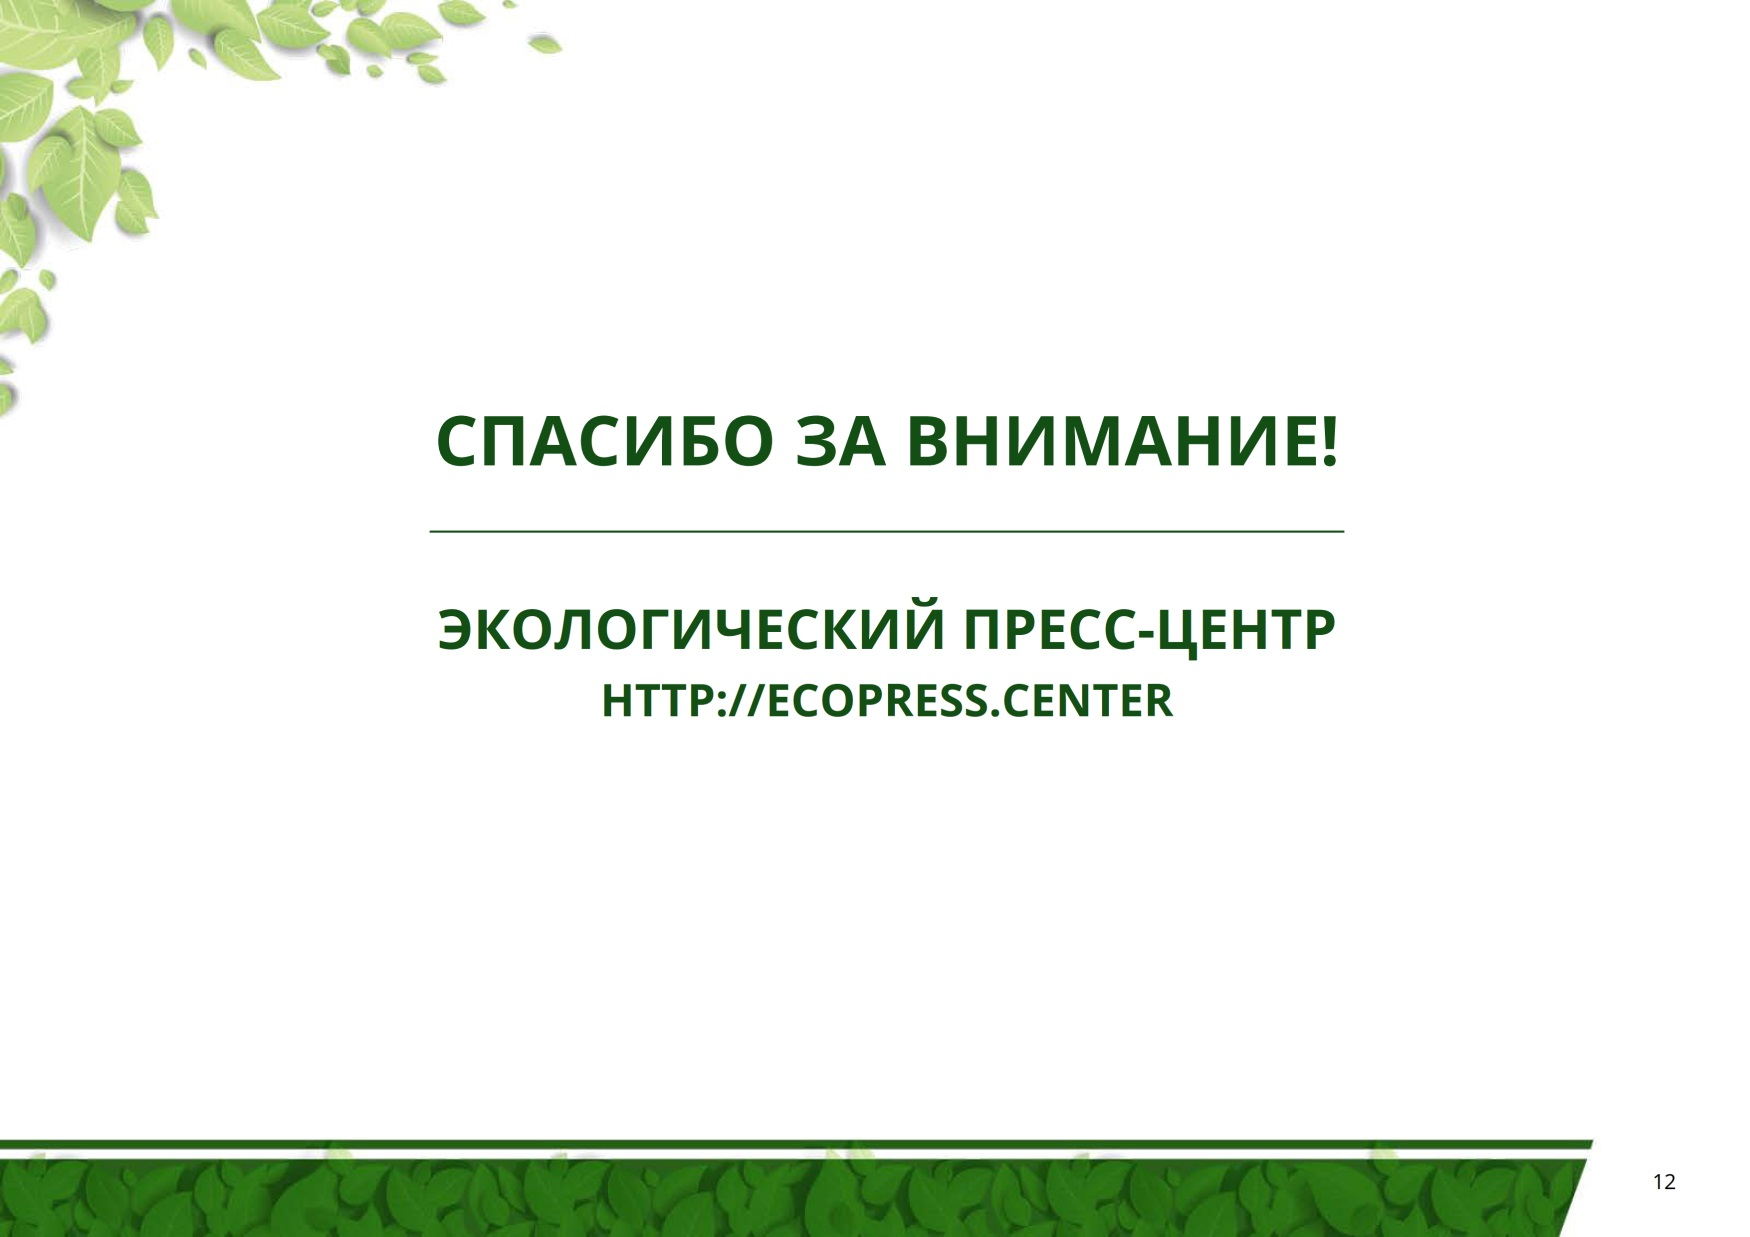 СПАСИБО ЗА ВНИМАНИЕ!
ЭКОЛОГИЧЕСКИЙ ПРЕСС-ЦЕНТР
HTTP://ECOPRESS.CENTER
12